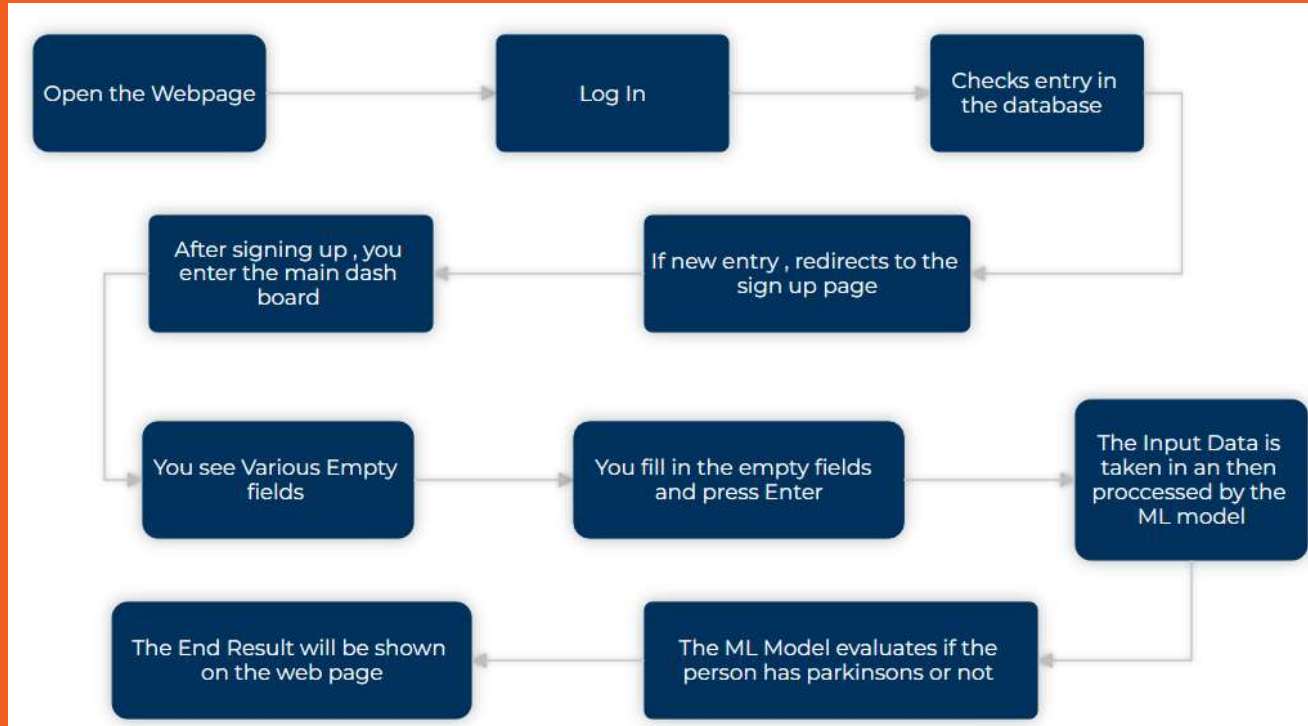 Open the Webpage
Log In
Checks entry in
the database
If new entry , redirects to the
sign up page
After signing up , you
enter the main dash
board
You see Various Empty
fields
You fill in the empty fields
and press Enter
The Input Data is
taken in an then
proccessed by the
ML model
The ML Model evaluates if the
person has parkinsons or not
The End Result will be shown
on the web page